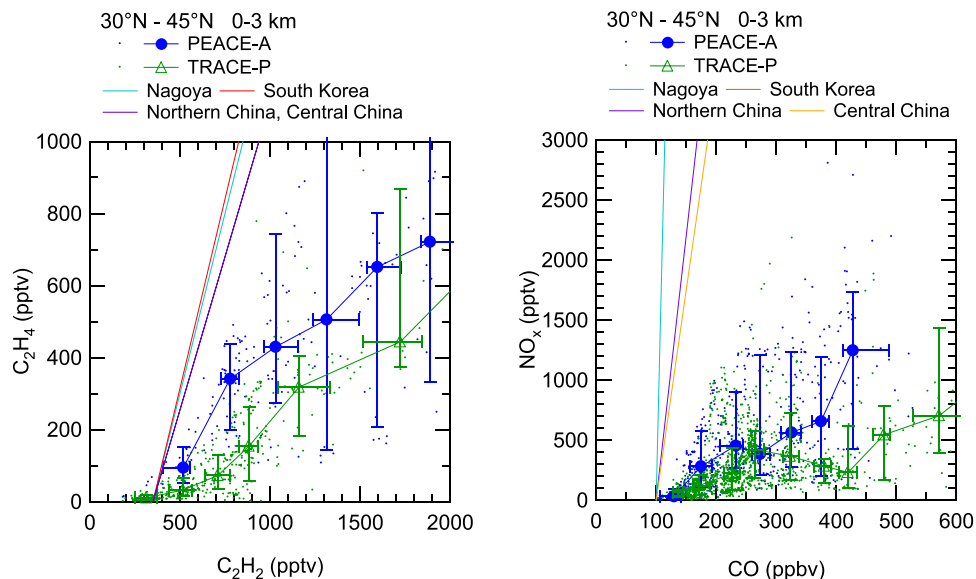 30°N - 45°N 0-3 km
PEACE-A
TRACE-P
Nagoya South Korea
Northern China, Central China
1000
800
600
400
200
0
C2H4 (pptv)
0 500 1000 1500 2000
C2H2 (pptv)
30°N - 45°N 0-3 km
PEACE-A
TRACE-P
Nagoya South Korea
Northern China Central China
3000
2500
2000
1500
1000
500
0
NOx (pptv)
0 100 200 300 400 500 600
CO (ppbv)